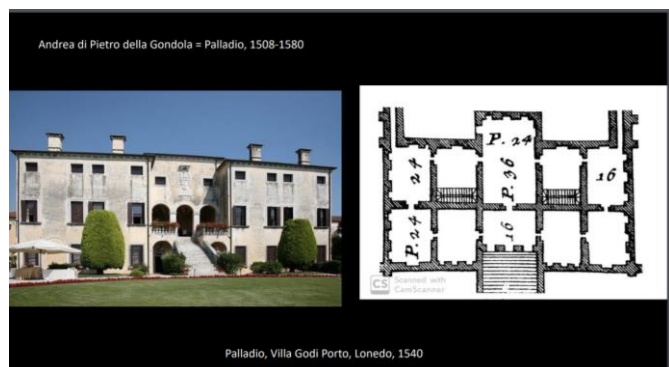 Andrea di Pietro della Gondola = Palladio, 1508-1580
P. 24
24
P. 36
16
P. 24
16
CS Scanned with
CamScanner
Palladio, Villa Godi Porto, Lonedo, 1540